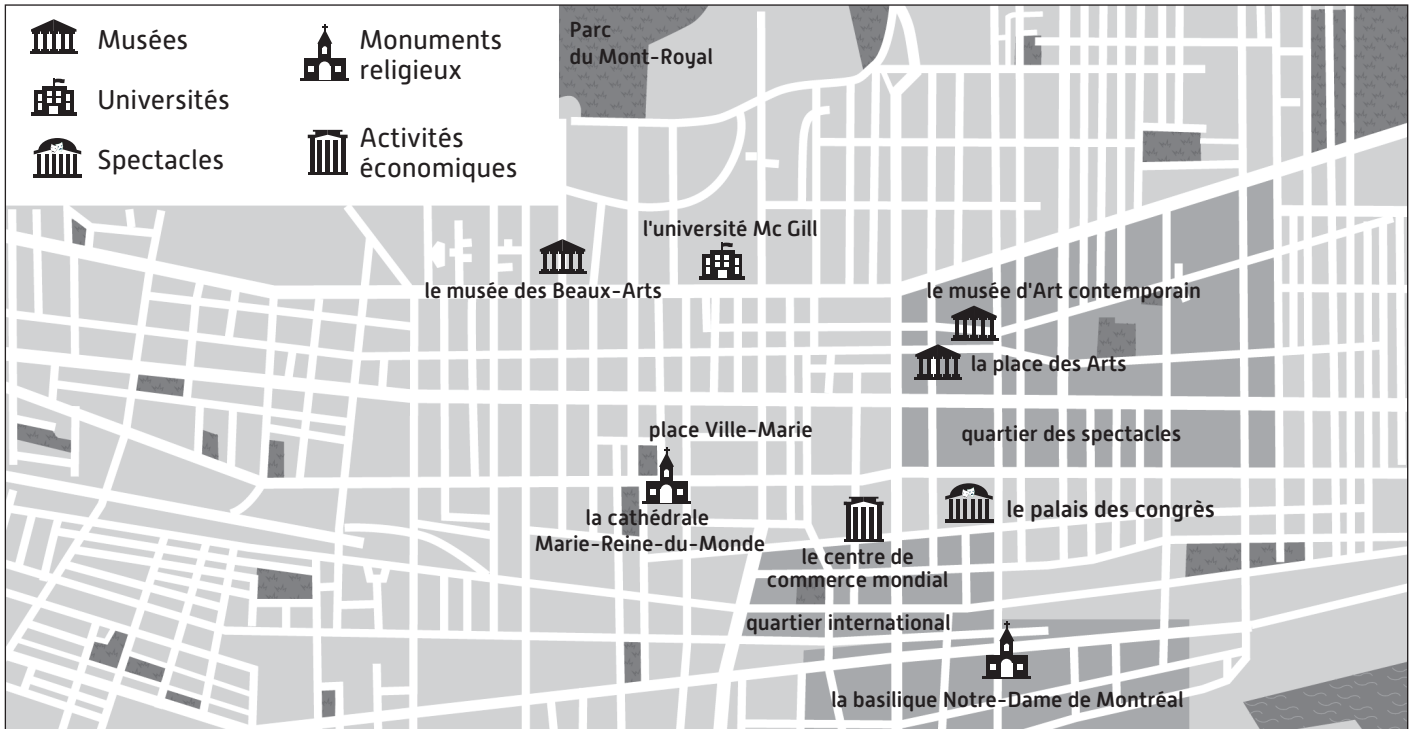 Musées
Universités
Spectacles
Monuments
religieux
Activités
économiques
Parc
du Mont-Royal
l'université Mc Gill
le musée des Beaux-Arts
le musée d'Art contemporain
la place des Arts
place Ville-Marie
quartier des spectacles
la cathédrale
Marie-Reine-du-Monde
le palais des congrès
le centre de
commerce mondial
quartier international
la basilique Notre-Dame de Montréal